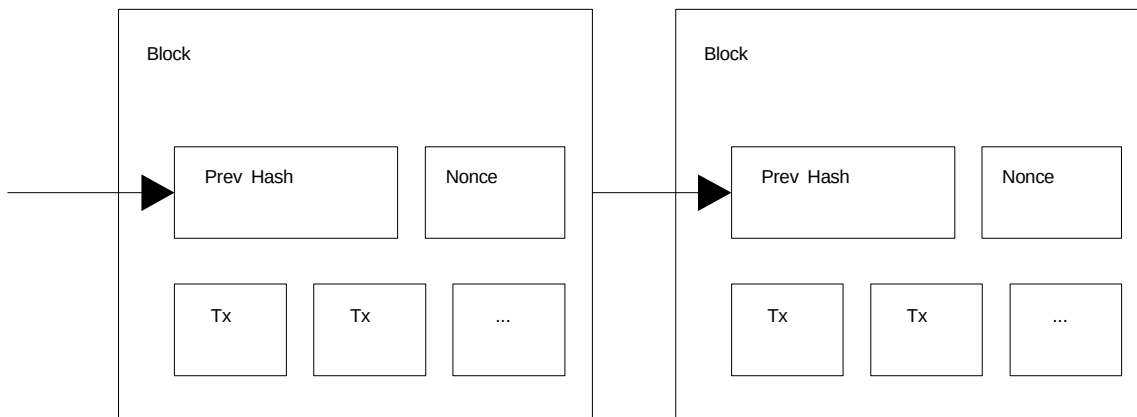 Block
Block
Prev Hash
Nonce
Prev Hash
Nonce
Tx
Tx
...
Tx
Tx
...